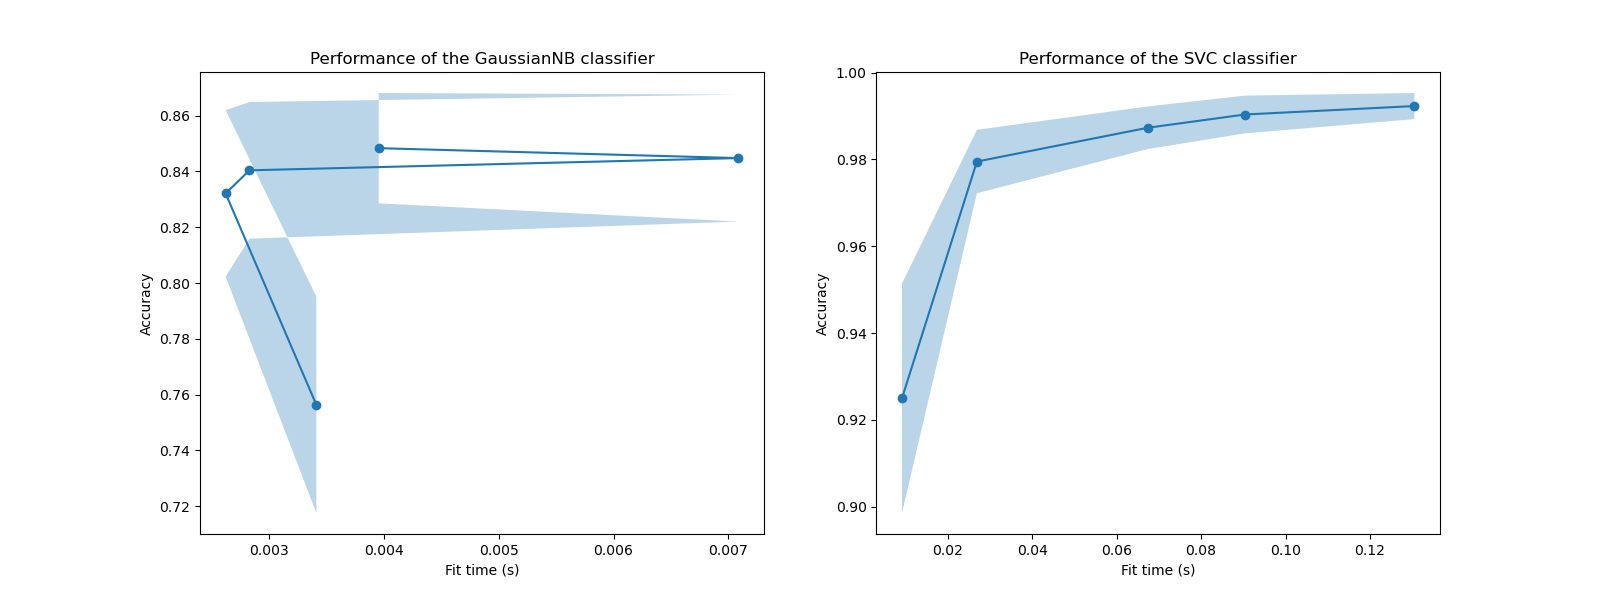 Performance of the GaussianNB classifier
Accuracy
0.86
0.84
0.82
0.80
0.78
0.76
0.74
0.72
0.003 0.004 0.005 0.006 0.007
Fit time (s)
Performance of the SVC classifier
Accuracy
1.00
0.98
0.96
0.94
0.92
0.90
0.02 0.04 0.06 0.08 0.10 0.12
Fit time (s)